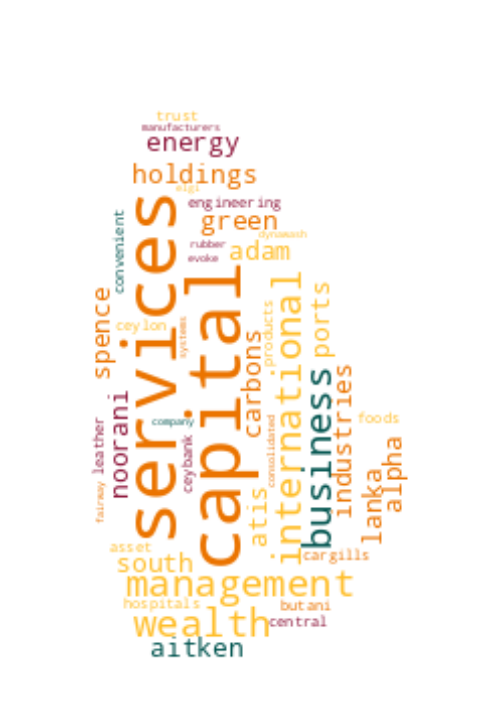 trust
manufacturers
energy
holdings
elgi
services
engineering
convenient
green
dynawash
rubber
adam
evoke
capital
international
ports
spence
ceylon
systems
products
carbons
industries
business
noorani
leather
company
ceybank
consolidated
foods
alpha
lanka
fairway
atis
asset
south
cargills
management
hospitals
butani
wealth
central
aitken